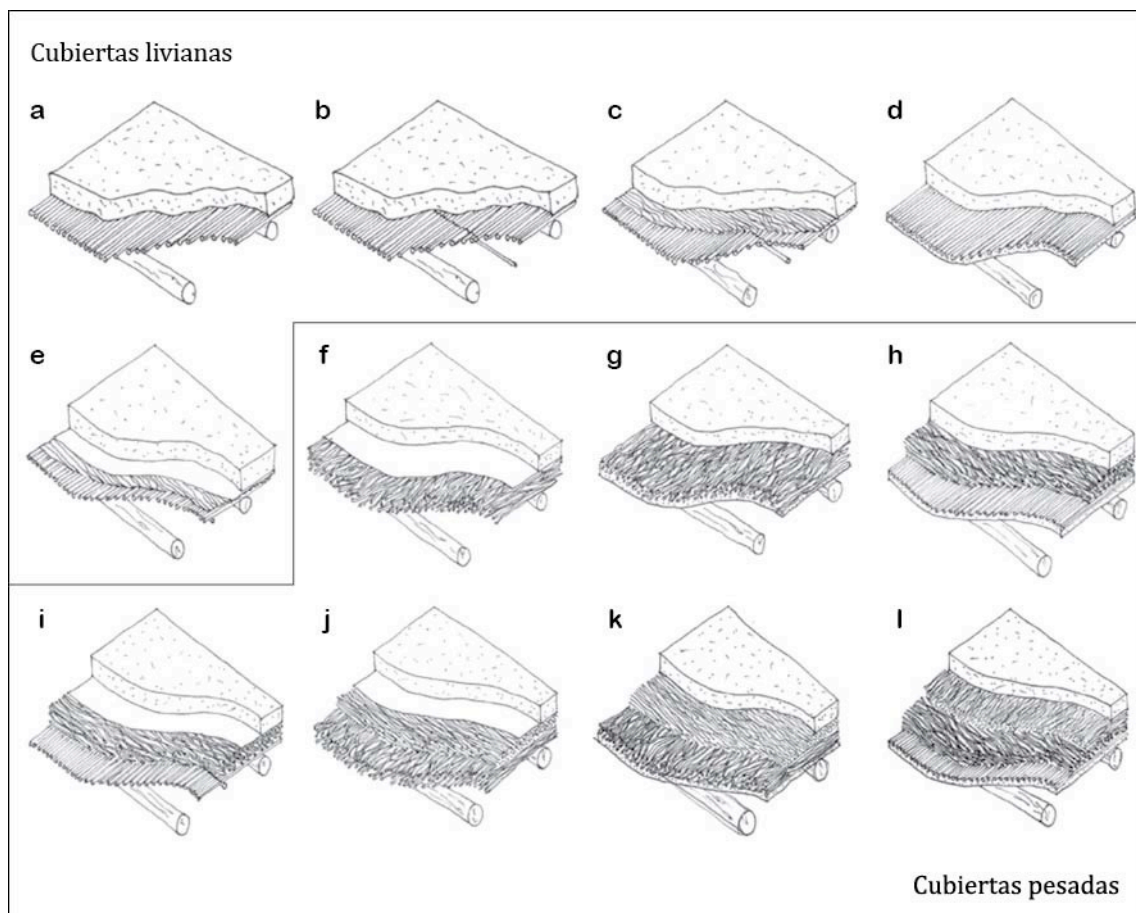 Cubiertas livianas
a b c d
e f g h
i j k l
Cubiertas pesadas